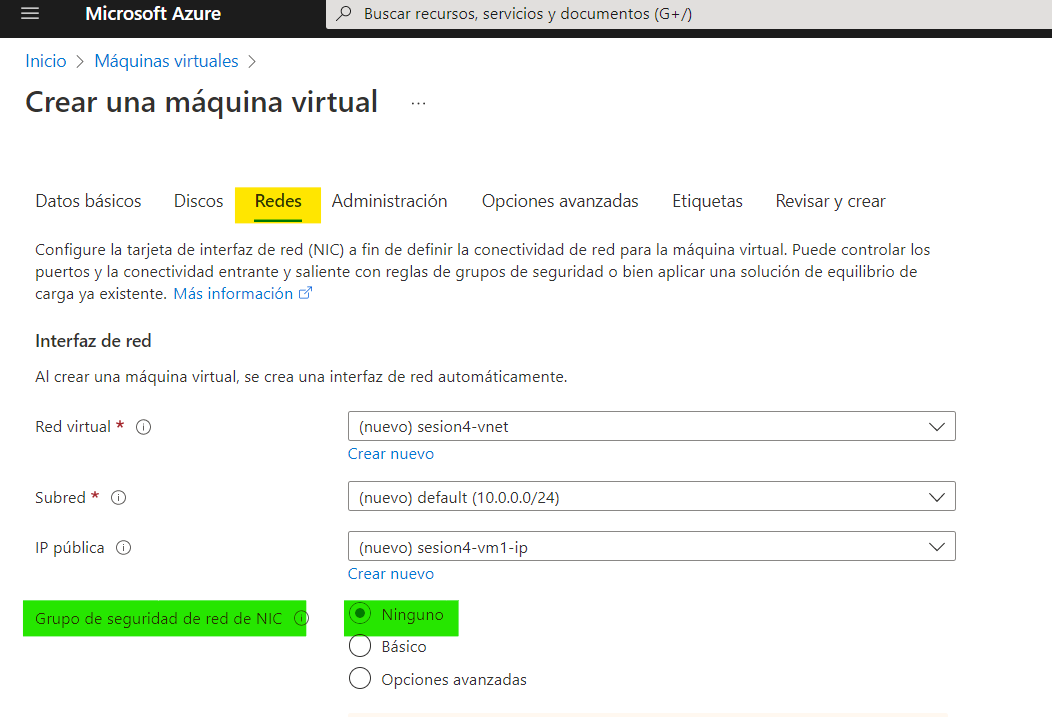 Microsoft Azure
Buscar recursos, servicios y documentos (G+/)
Inicio > Máquinas virtuales >
Crear una máquina virtual ...
Datos básicos Discos Redes Administración Opciones avanzadas Etiquetas Revisar y crear
Configure la tarjeta de interfaz de red (NIC) a fin de definir la conectividad de red para la máquina virtual. Puede controlar los
puertos y la conectividad entrante y saliente con reglas de grupos de seguridad o bien aplicar una solución de equilibrio de
carga ya existente. Más información
Interfaz de red
Al crear una máquina virtual, se crea una interfaz de red automáticamente.
Red virtual * (nuevo) sesion4-vnet
Crear nuevo
Subred * (nuevo) default (10.0.0.0/24)
IP pública (nuevo) sesion4-vm1-ip
Crear nuevo
Grupo de seguridad de red de NIC Ninguno
Básico
Opciones avanzadas